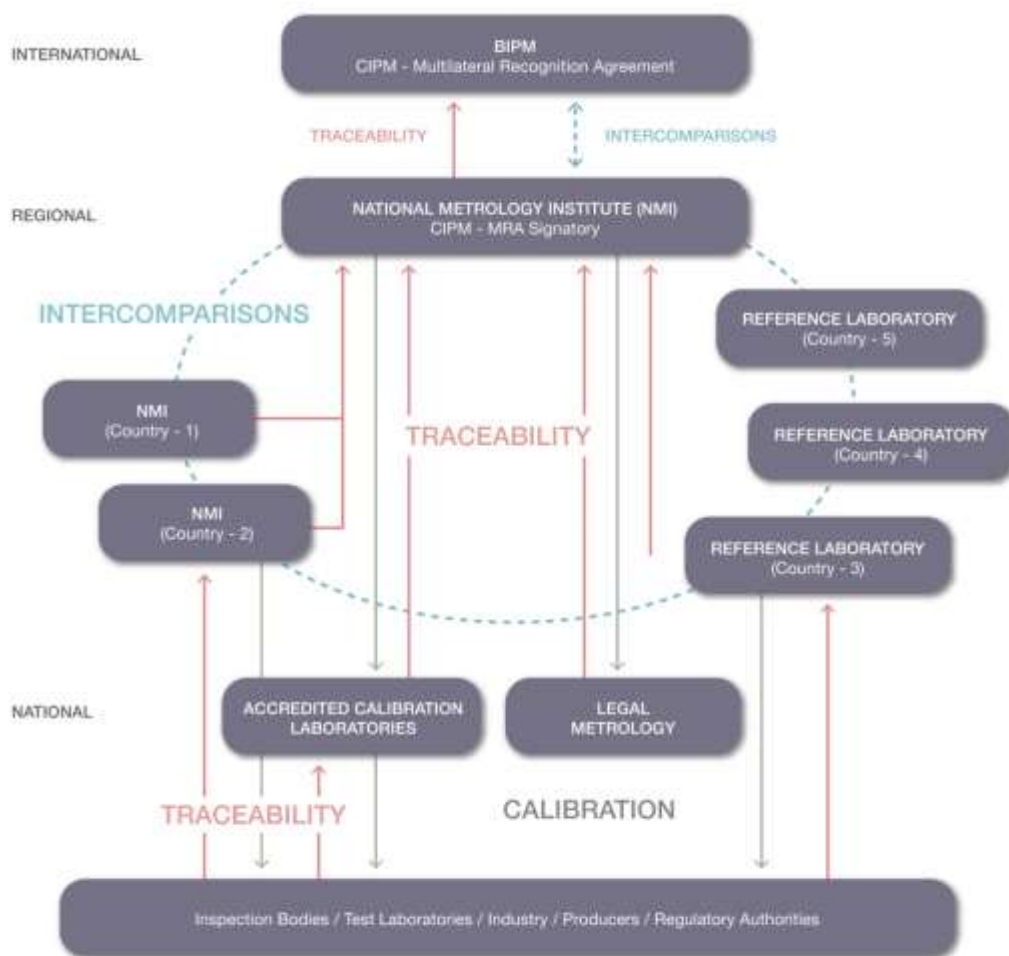 INTERNATIONAL
BIPM
CIPM - Multilateral Recognition Agreement
TRACEABILITY
INTERCOMPARISONS
REGIONAL
NATIONAL METROLOGY INSTITUTE (NMI)
CIPM - MRA Signatory
INTERCOMPARISONS
REFERENCE LABORATORY
(Country - 5)
NMI
(Country - 1)
TRACEABILITY
REFERENCE LABORATORY
(Country - 4)
NMI
(Country - 2)
REFERENCE LABORATORY
(Country - 3)
NATIONAL
ACCREDITED CALIBRATION
LABORATORIES
LEGAL
METROLOGY
TRACEABILITY
CALIBRATION
Inspection Bodies / Test Laboratories / Industry / Producers / Regulatory Authorities